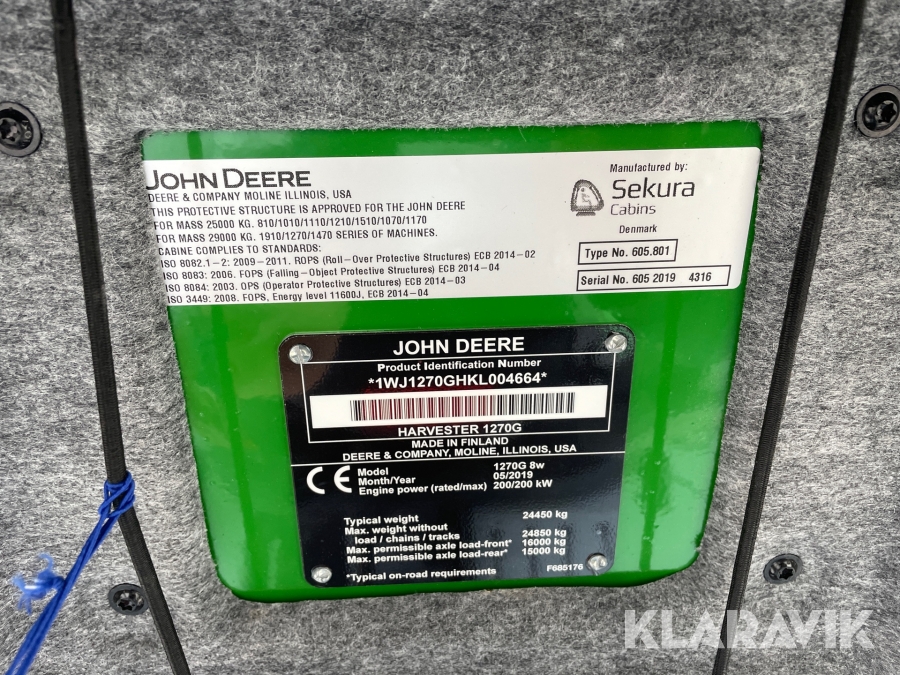 JOHN DEERE
DEERE & COMPANY MOLINE ILLINOIS, USA
THIS PROTECTIVE STRUCTURE IS APPROVED FOR THE JOHN DEERE
FOR MASS 25000 KG. 810/1010/1110/1210/1510/1070/1170
FOR MASS 29000 KG. 1910/1270/1470 SERIES OF MACHINES.
CABINE COMPLIES TO STANDARDS:
ISO 8082.1-2: 2009-2011. ROPS (Roll-Over Protective Structures) ECB 2014-02
ISO 8083: 2006. FOPS (Falling-Object Protective Structures) ECB 2014-04
ISO 8084: 2003. OPS (Operator Protective Structures) ECB 2014-03
ISO 3449: 2008. FOPS, Energy level 11600J, ECB 2014-04
Manufactured by:
Sekura
Cabins
Denmark
Type No. 605.801
Serial No. 605 2019 4316
JOHN DEERE
Product Identification Number
*1WJ1270GHKL004664*
HARVESTER 1270G
MADE IN FINLAND
DEERE & COMPANY, MOLINE, ILLINOIS, USA
CE
Model 1270G 8w
Month/Year 05/2019
Engine power (rated/max) 200/200 kW
Typical weight 24450 kg
Max. weight without
load / chains / tracks 24850 kg
Max. permissible axle load-front* 16000 kg
Max. permissible axle load-rear* 15000 kg
*Typical on-road requirements
F685176
KLARAVIK